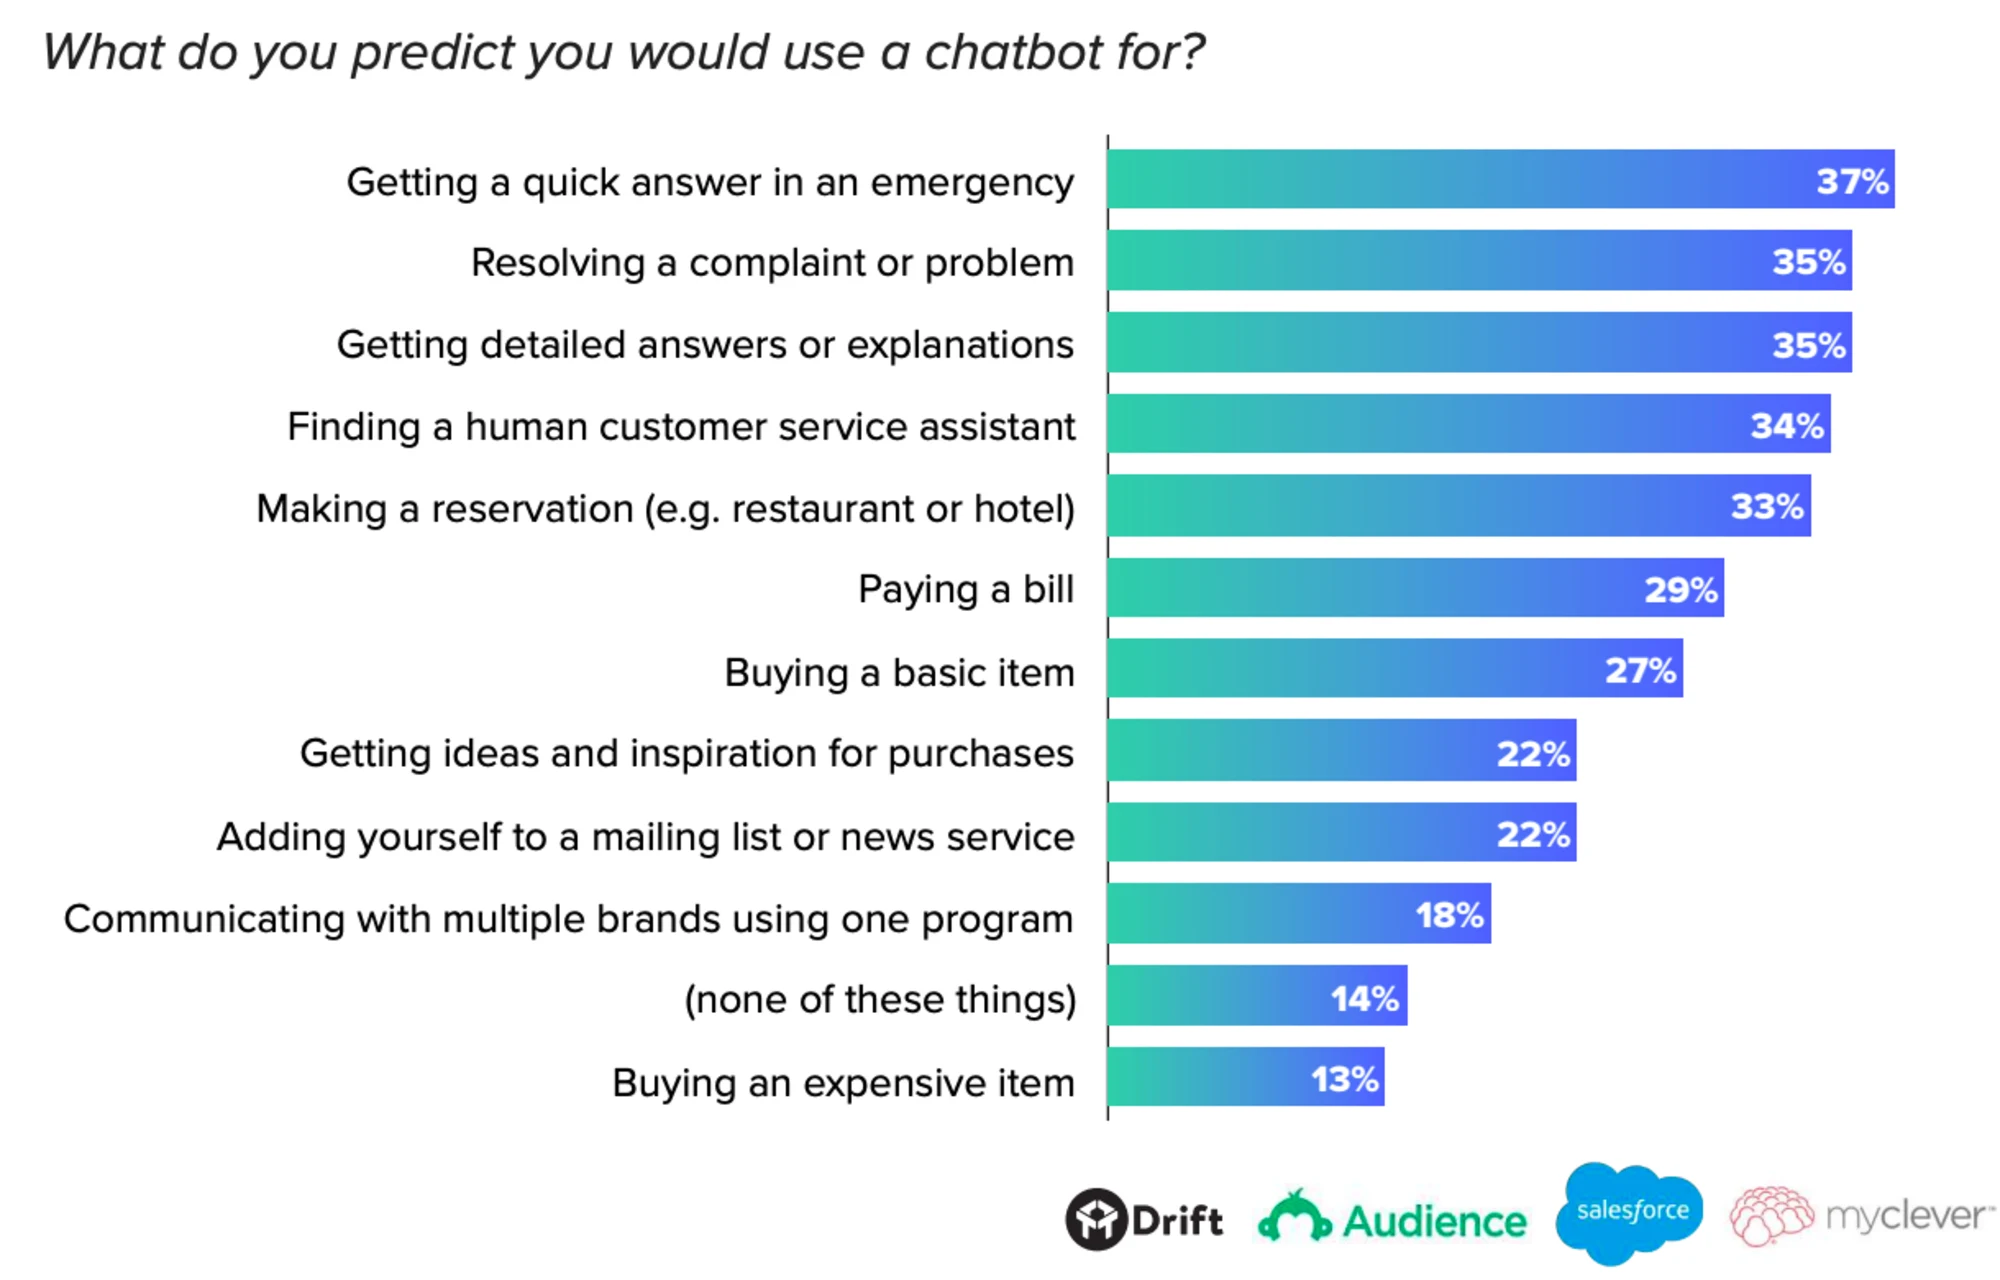 What do you predict you would use a chatbot for?
Getting a quick answer in an emergency 37%
Resolving a complaint or problem 35%
Getting detailed answers or explanations 35%
Finding a human customer service assistant 34%
Making a reservation (e.g. restaurant or hotel) 33%
Paying a bill 29%
Buying a basic item 27%
Getting ideas and inspiration for purchases 22%
Adding yourself to a mailing list or news service 22%
Communicating with multiple brands using one program 18%
(none of these things) 14%
Buying an expensive item 13%
Drift Audience salesforce myclever™